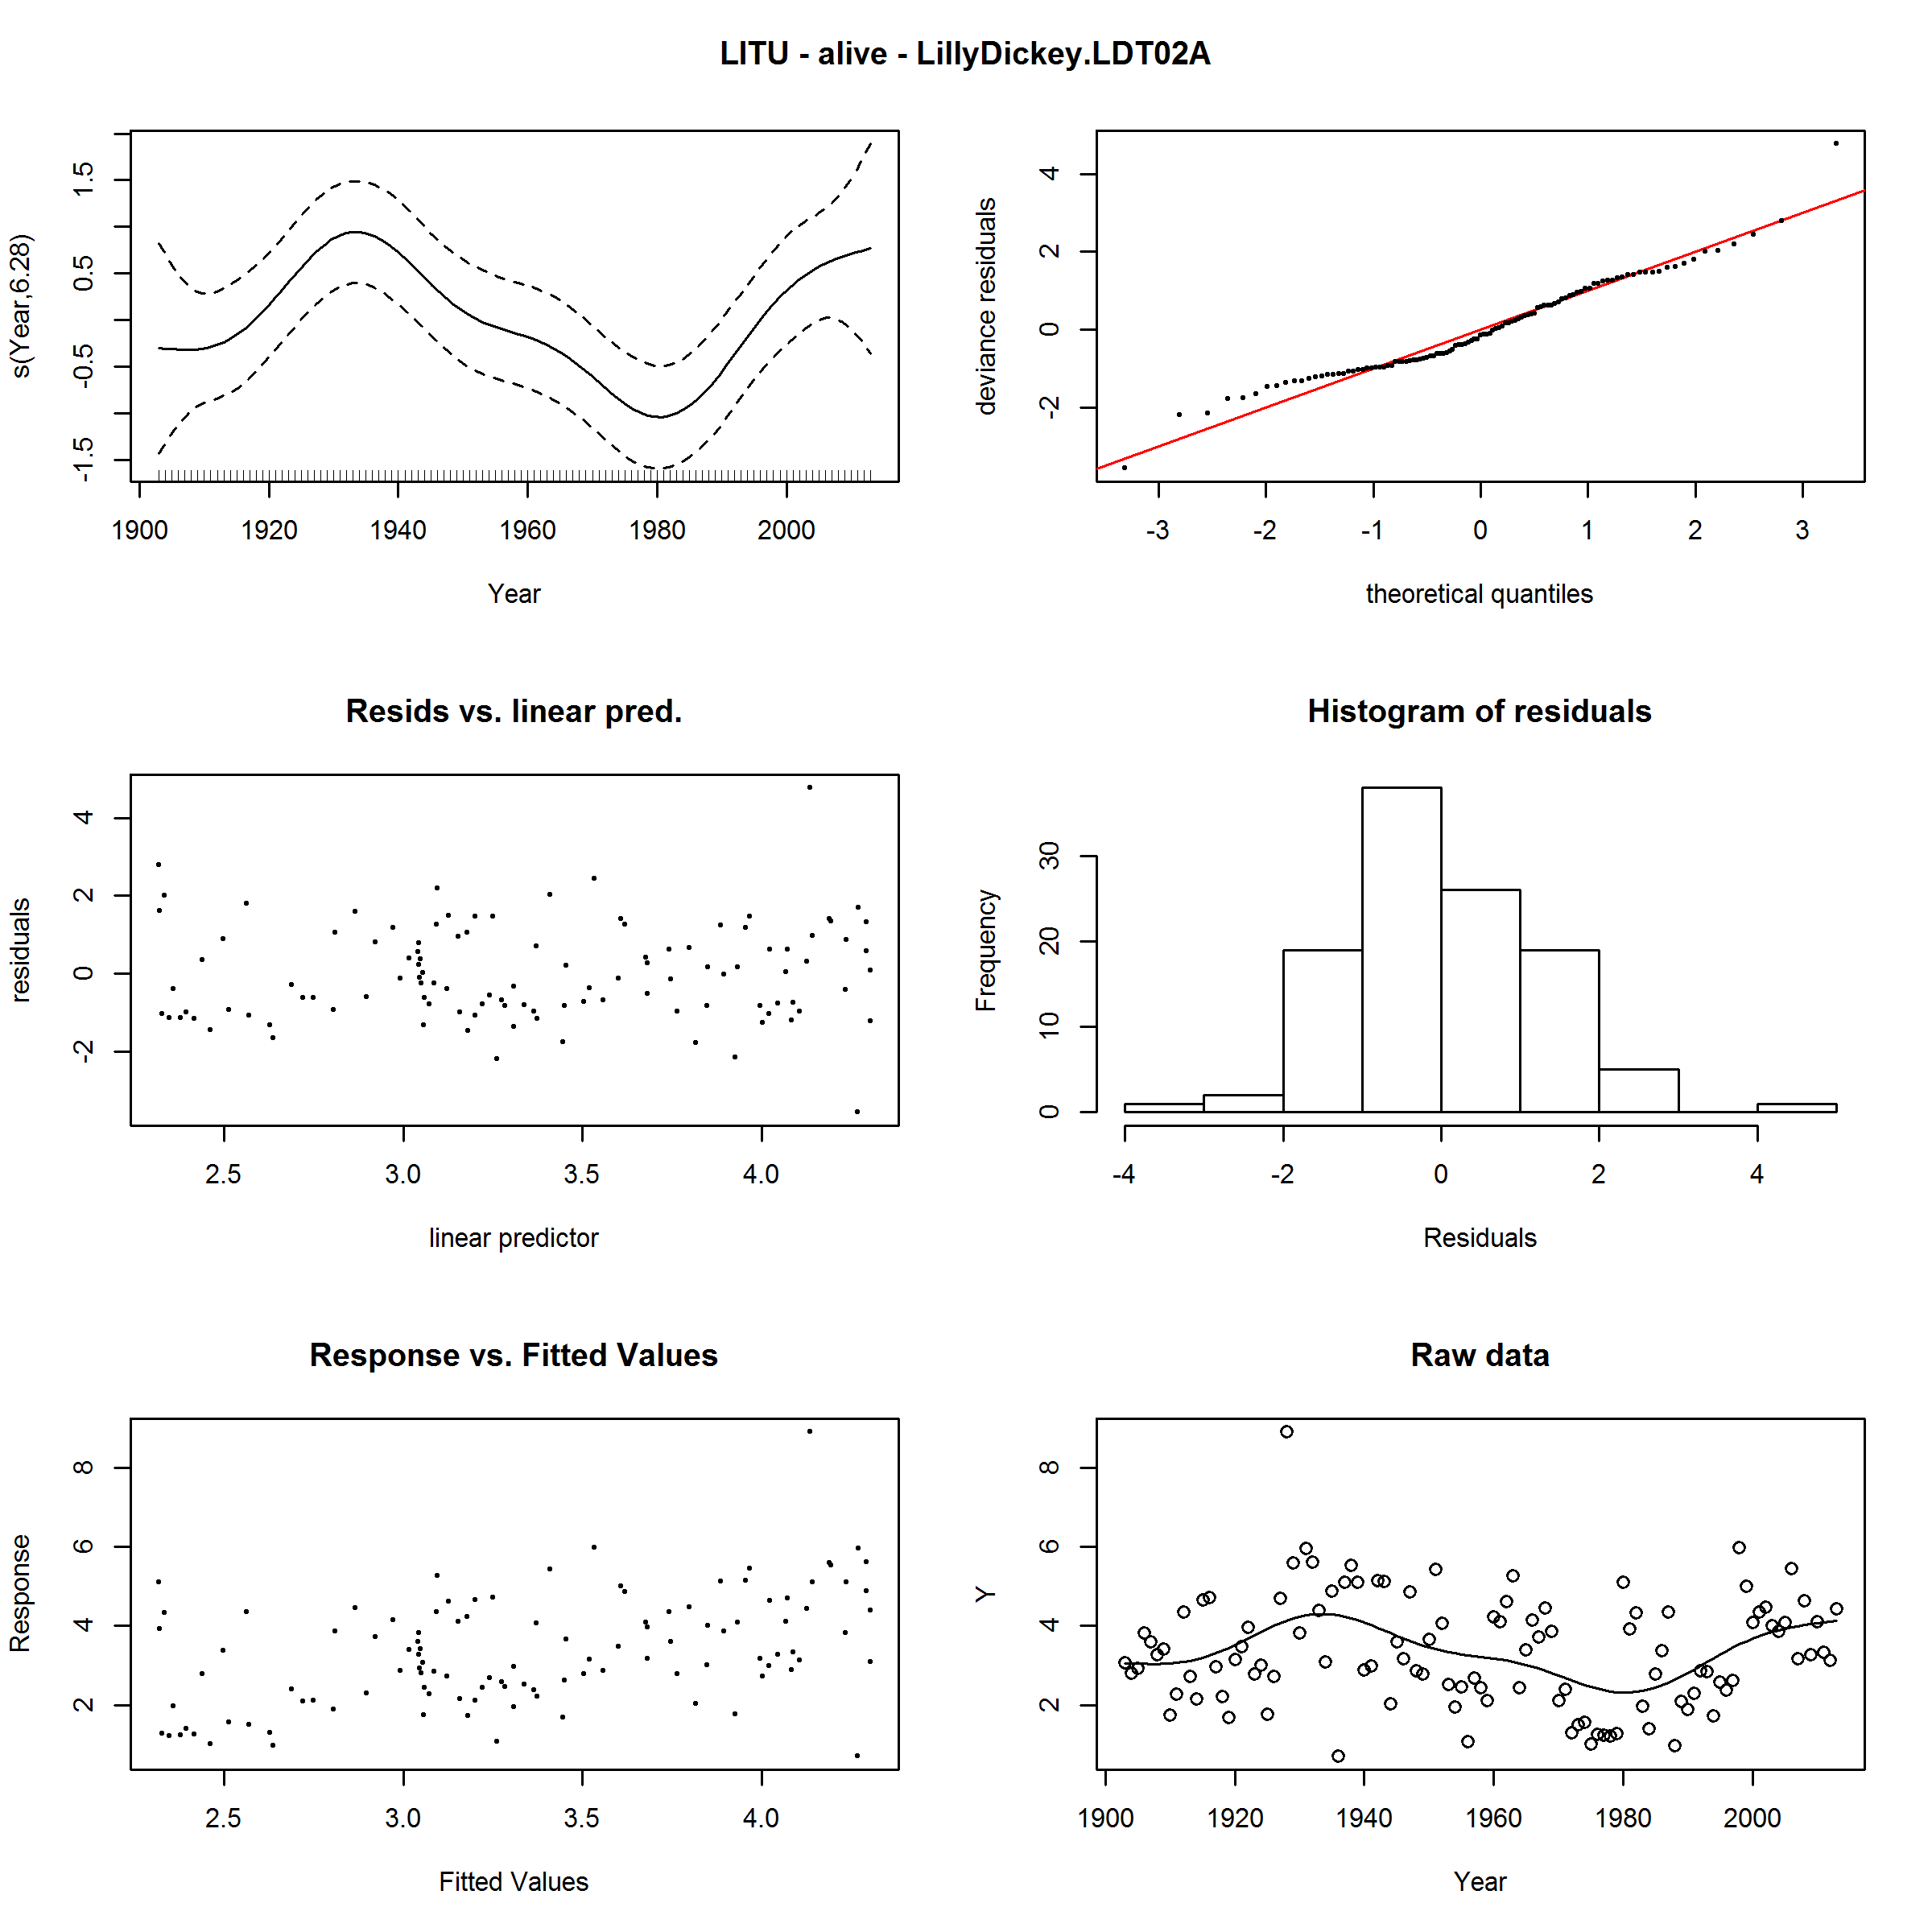 LITU - alive - LillyDickey.LDT02A
s(Year,6.28)
-1.5 -0.5 0.5 1.5
1900 1920 1940 1960 1980 2000
Year
deviance residuals
-2 0 2 4
-3 -2 -1 0 1 2 3
theoretical quantiles
Resids vs. linear pred.
residuals
-2 0 2 4
2.5 3.0 3.5 4.0
linear predictor
Histogram of residuals
Frequency
0 10 20 30
-4 -2 0 2 4
Residuals
Response vs. Fitted Values
Response
2 4 6 8
2.5 3.0 3.5 4.0
Fitted Values
Raw data
Y
2 4 6 8
1900 1920 1940 1960 1980 2000
Year